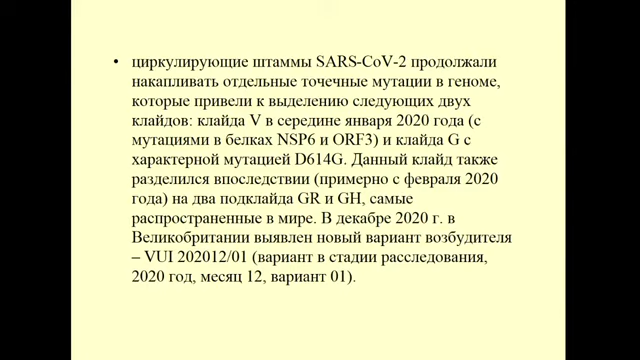 • циркулирующие штаммы SARS-CoV-2 продолжали
накапливать отдельные точечные мутации в геноме,
которые привели к выделению следующих двух
клайдов: клайда V в середине января 2020 года (с
мутациями в белках NSP6 и ORF3) и клайда G с
характерной мутацией D614G. Данный клайд также
разделился впоследствии (примерно с февраля 2020
года) на два подклайда GR и GH, самые
распространенные в мире. В декабре 2020 г. в
Великобритании выявлен новый вариант возбудителя
– VUI 202012/01 (вариант в стадии расследования,
2020 год, месяц 12, вариант 01).